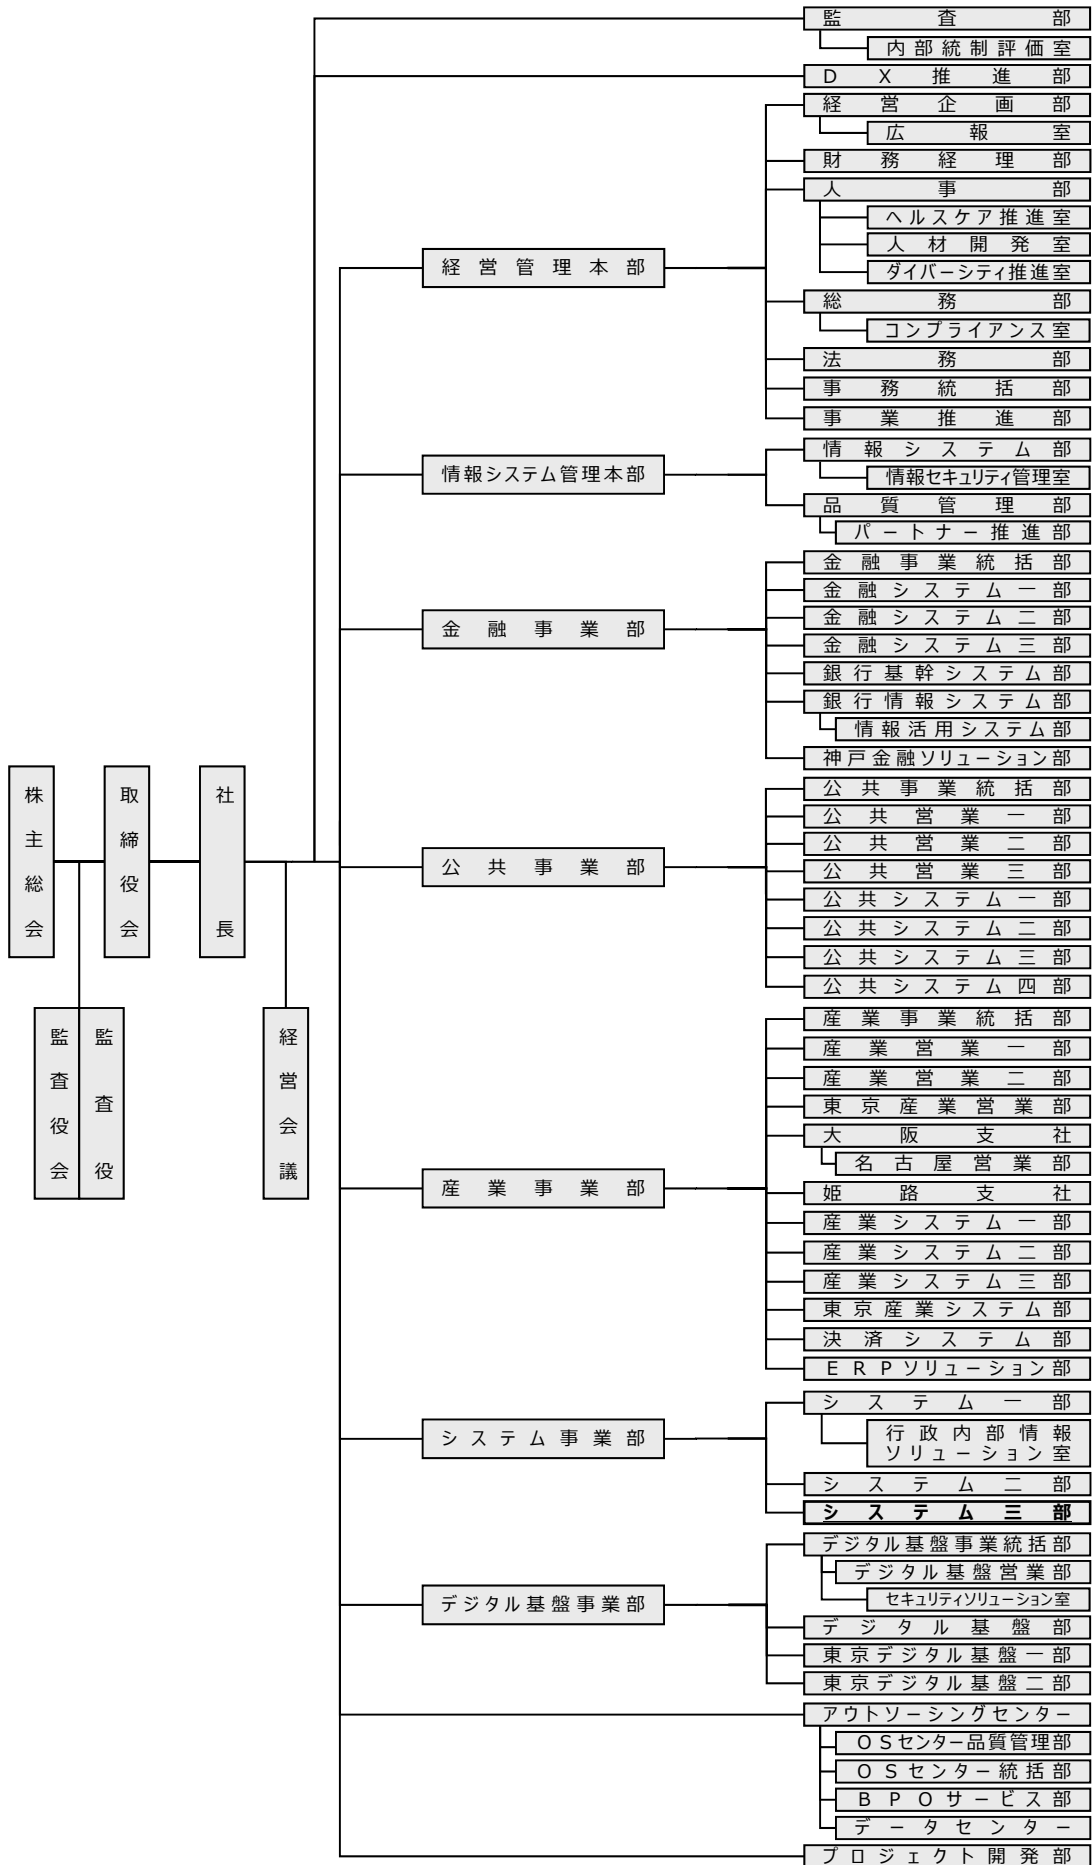 株主総会
取締役会
社長
監査役会
監査役
経営会議
監査部
内部統制評価室
DX推進部
経営管理本部
経営企画部
広報室
財務経理部
人事部
ヘルスケア推進室
人材開発室
ダイバーシティ推進室
総務部
コンプライアンス室
法務部
事務統括部
事業推進部
情報システム管理本部
情報システム部
情報セキュリティ管理室
品質管理部
パートナー推進部
金融事業部
金融事業統括部
金融システム一部
金融システム二部
金融システム三部
銀行基幹システム部
銀行情報システム部
情報活用システム部
神戸金融ソリューション部
公共事業部
公共事業統括部
公共営業一部
公共営業二部
公共営業三部
公共システム一部
公共システム二部
公共システム三部
公共システム四部
産業事業部
産業事業統括部
産業営業一部
産業営業二部
東京産業営業部
大阪支社
名古屋営業部
姫路支社
産業システム一部
産業システム二部
産業システム三部
東京産業システム部
決済システム部
ERPソリューション部
システム事業部
システム一部
行政内部情報
ソリューション室
システム二部
システム三部
デジタル基盤事業部
デジタル基盤事業統括部
デジタル基盤営業部
セキュリティソリューション室
デジタル基盤部
東京デジタル基盤一部
東京デジタル基盤二部
アウトソーシングセンター
OSセンター品質管理部
OSセンター統括部
BPOサービス部
データセンター
プロジェクト開発部